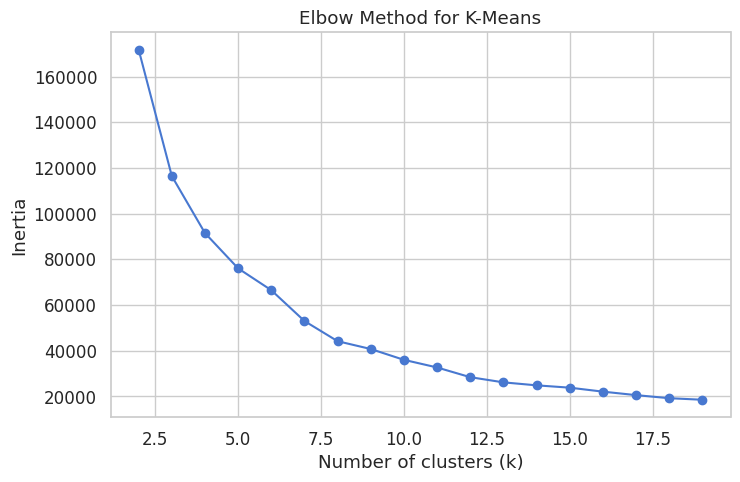 Elbow Method for K-Means
160000
140000
120000
100000
80000
60000
40000
20000
Inertia
2.5 5.0 7.5 10.0 12.5 15.0 17.5
Number of clusters (k)